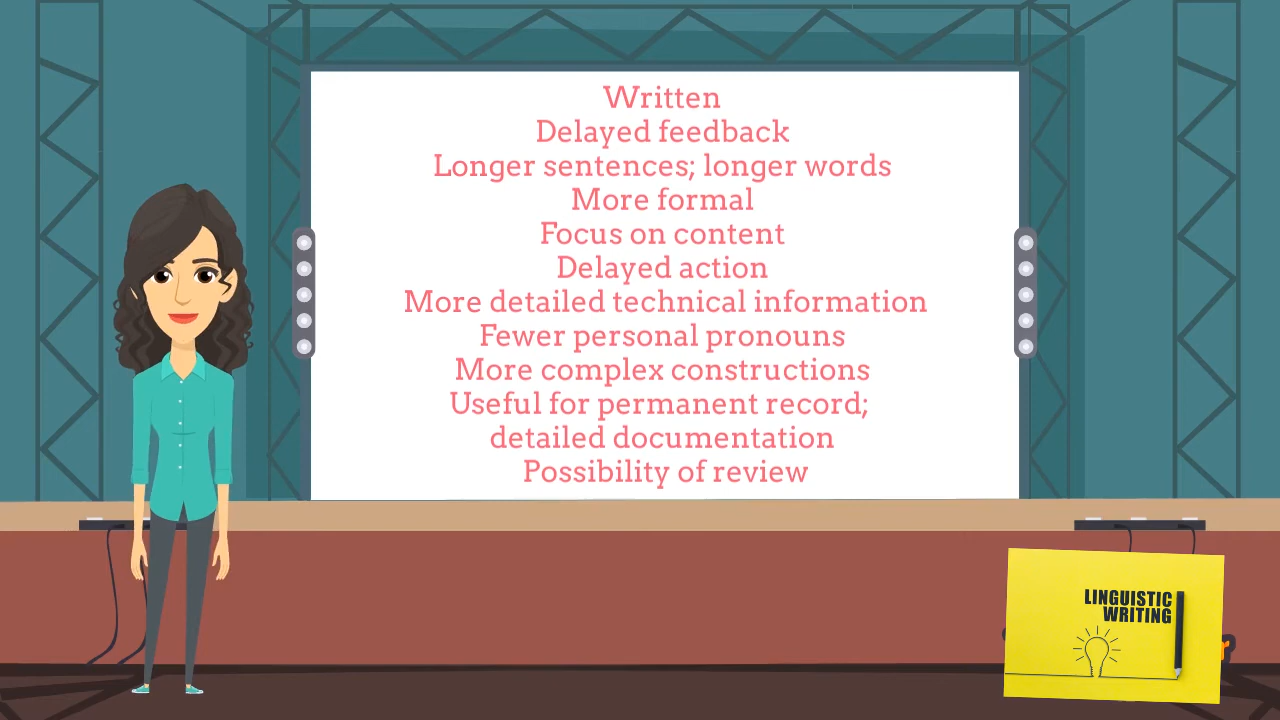 Written
Delayed feedback
Longer sentences; longer words
More formal
Focus on content
Delayed action
More detailed technical information
Fewer personal pronouns
More complex constructions
Useful for permanent record;
detailed documentation
Possibility of review
LINGUISTIC
WRITING